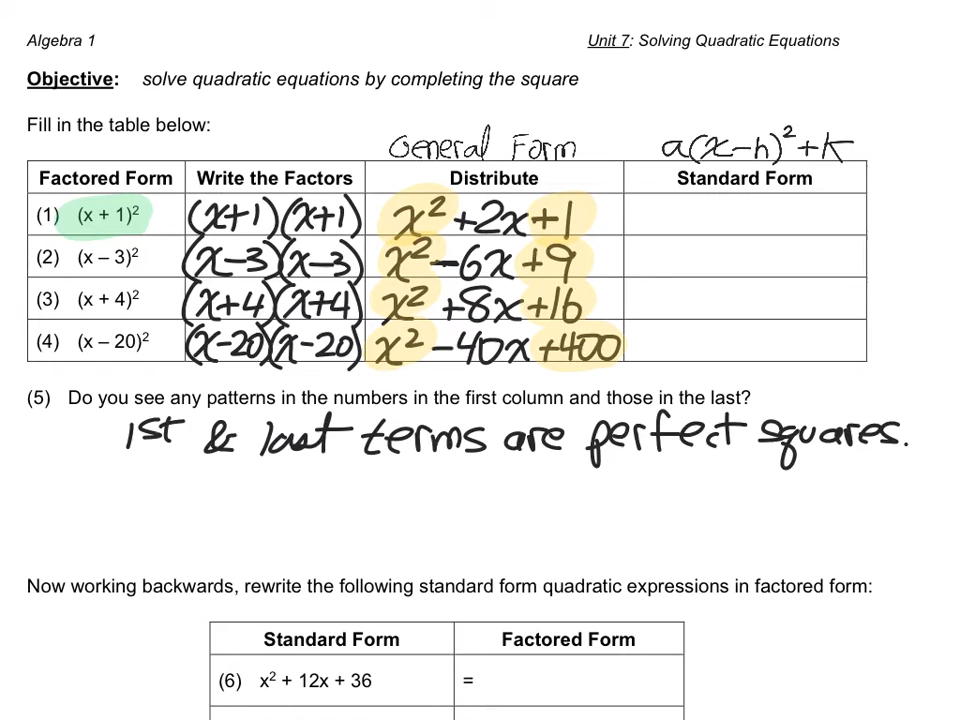 Algebra 1 Unit 7: Solving Quadratic Equations
Objective: solve quadratic equations by completing the square
Fill in the table below:
General Form a(x-h)²+k
Factored Form Write the Factors Distribute Standard Form
(1) (x + 1)² (x+1)(x+1) x²+2x+1
(2) (x – 3)² (x-3)(x-3) x²-6x+9
(3) (x + 4)² (x+4)(x+4) x²+8x+16
(4) (x – 20)² (x-20)(x-20) x²-40x+400
(5) Do you see any patterns in the numbers in the first column and those in the last?
1st & last terms are perfect squares.
Now working backwards, rewrite the following standard form quadratic expressions in factored form:
Standard Form Factored Form
(6) x² + 12x + 36 =